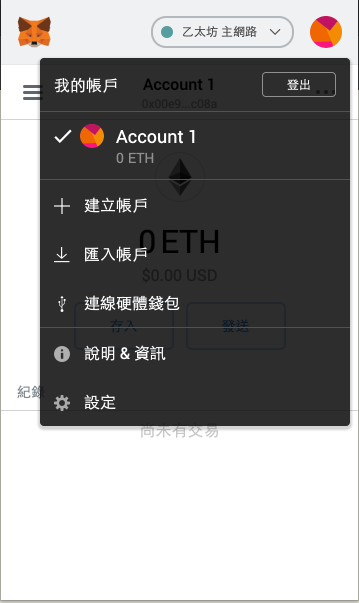 乙太坊 主網路
我的帳戶
登出
Account 1
0x00e9...c08a
Account 1
0 ETH
建立帳戶
0 ETH
匯入帳戶
$0.00 USD
連線硬體錢包
存入
發送
說明 & 資訊
紀錄
設定
尚未有交易